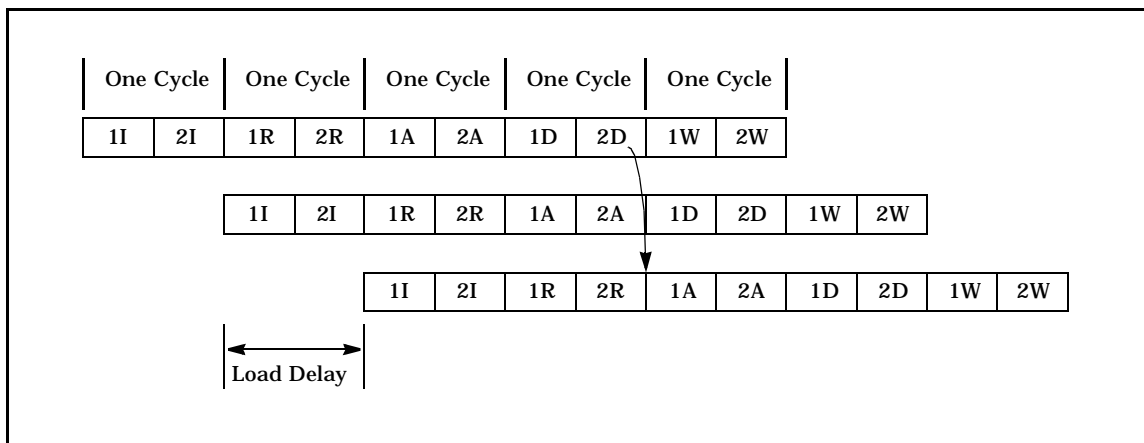 One Cycle One Cycle One Cycle One Cycle One Cycle
1I 2I 1R 2R 1A 2A 1D 2D 1W 2W
1I 2I 1R 2R 1A 2A 1D 2D 1W 2W
1I 2I 1R 2R 1A 2A 1D 2D 1W 2W
Load Delay